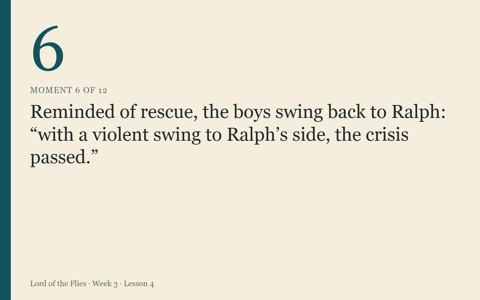 6
MOMENT 6 OF 12
Reminded of rescue, the boys swing back to Ralph:
“with a violent swing to Ralph’s side, the crisis
passed.”
Lord of the Flies · Week 3 · Lesson 4